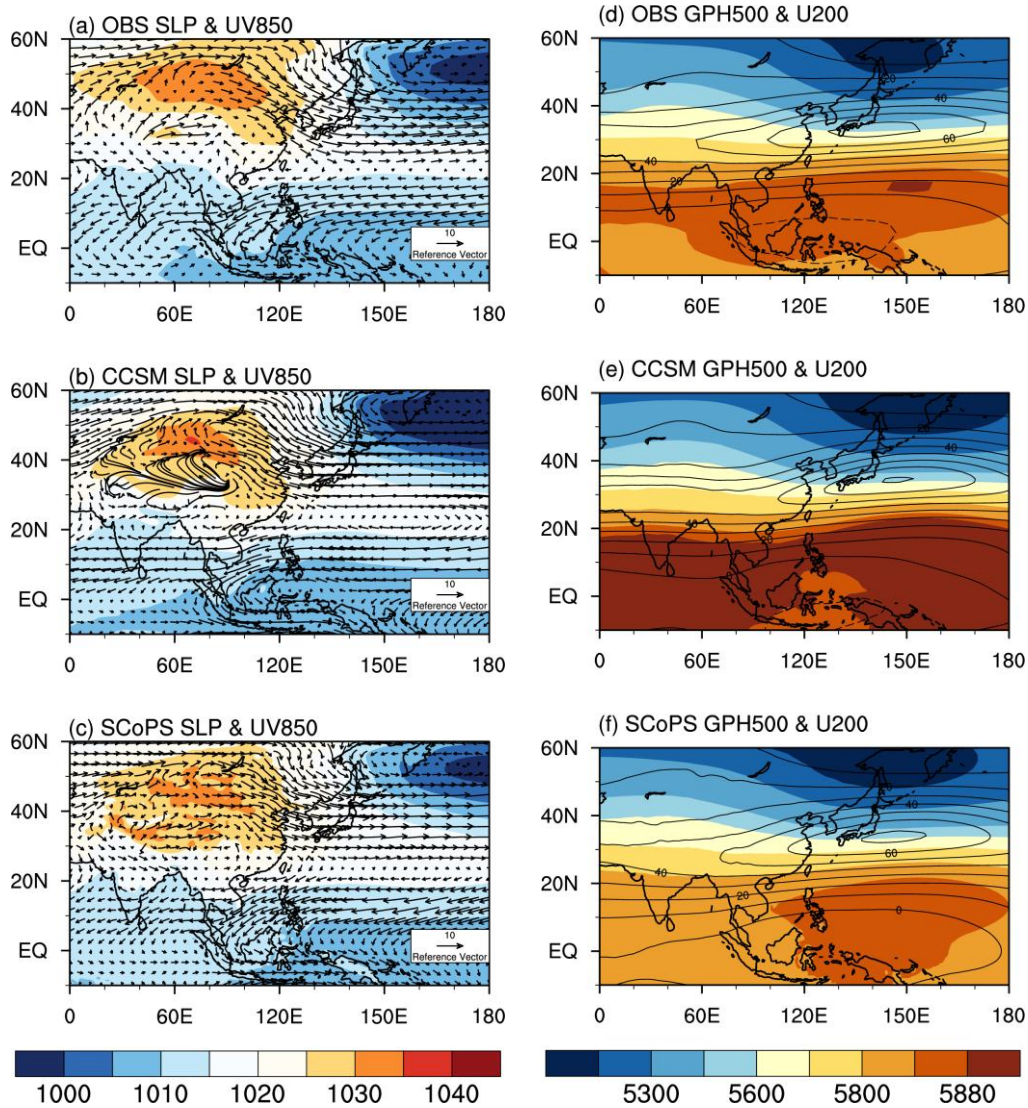 (a) OBS SLP & UV850
60N
40N
20N
EQ
10
Reference Vector
0 60E 120E 150E 180
(d) OBS GPH500 & U200
60N
40N
20N
EQ
40
60
40
20
0 60E 120E 150E 180
(b) CCSM SLP & UV850
60N
40N
20N
EQ
10
Reference Vector
0 60E 120E 150E 180
(e) CCSM GPH500 & U200
60N
40N
20N
EQ
20
40
40
20
0
0 60E 120E 150E 180
(c) SCoPS SLP & UV850
60N
40N
20N
EQ
10
Reference Vector
0 60E 120E 150E 180
(f) SCoPS GPH500 & U200
60N
40N
20N
EQ
40
60
40
20
0
0 60E 120E 150E 180
1000 1010 1020 1030 1040
5300 5600 5800 5880